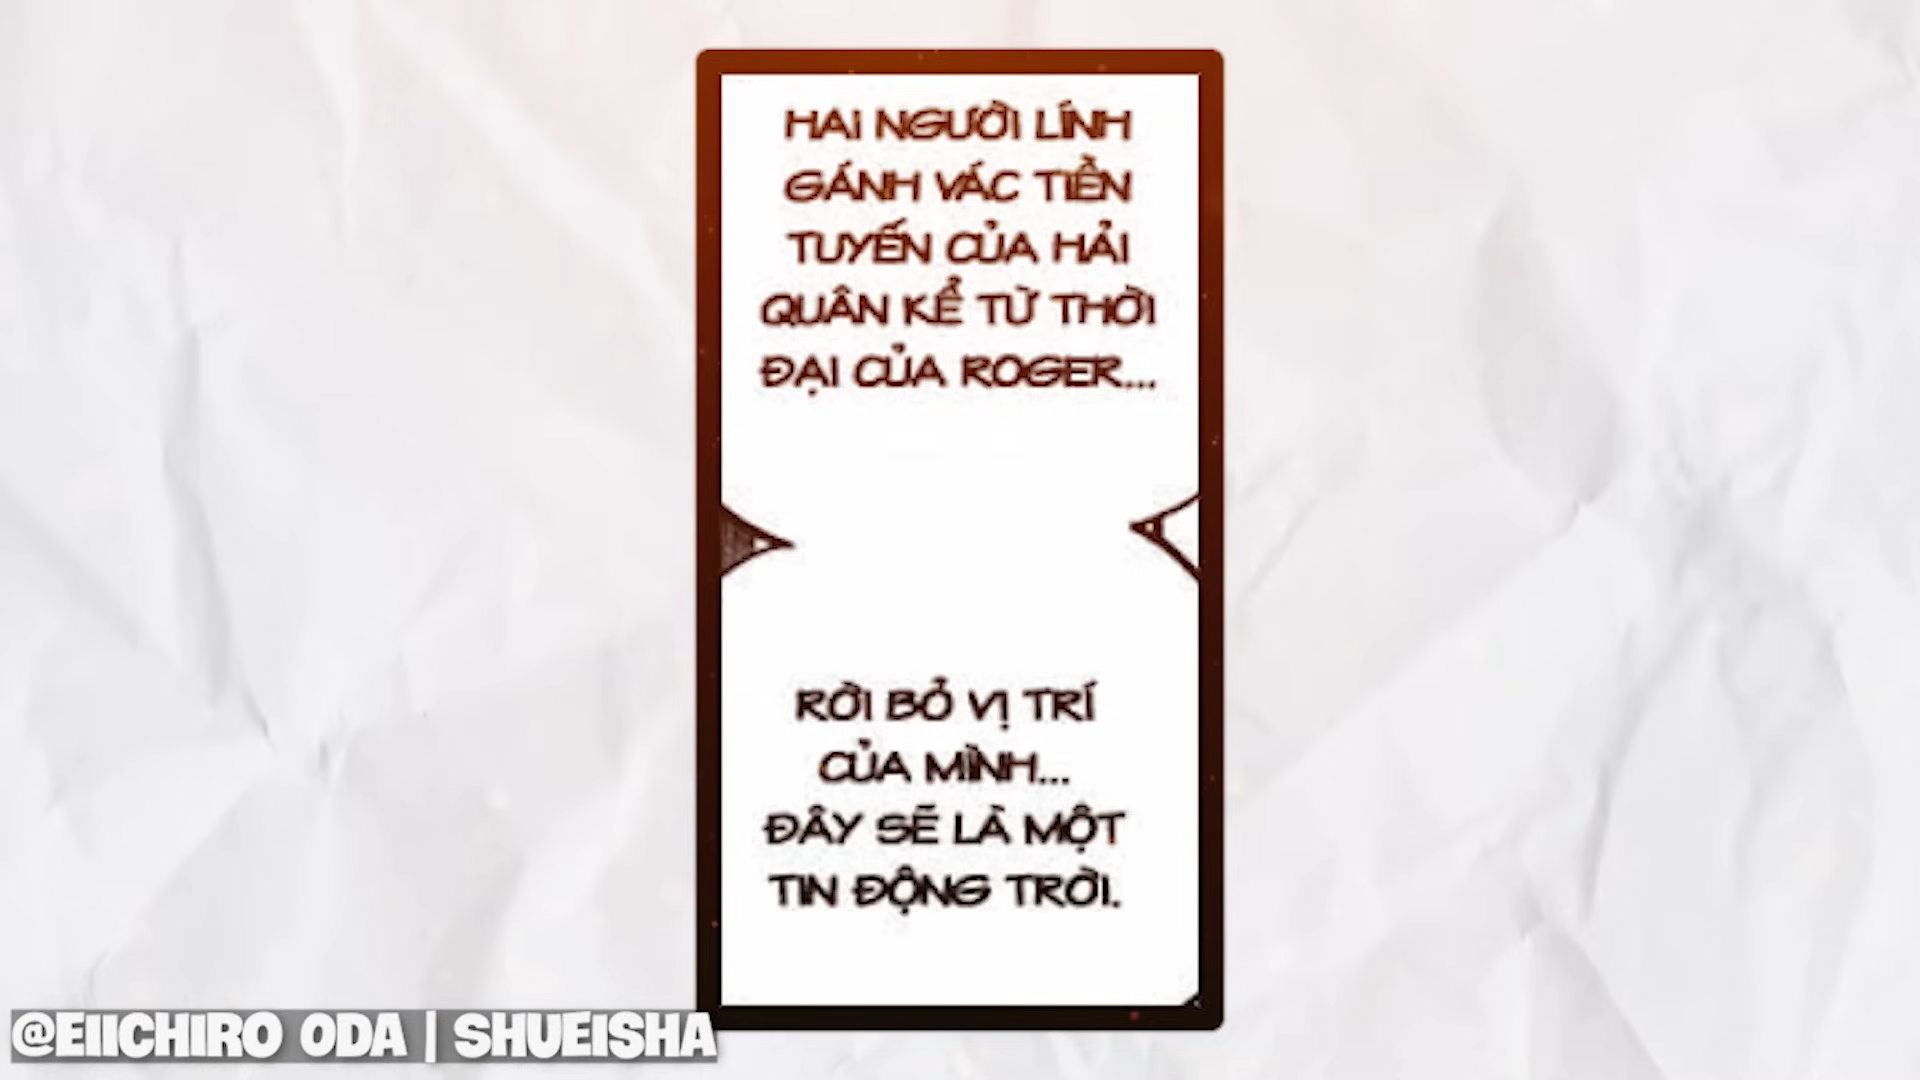 HAI NGƯỜI LÍNH
GÁNH VÁC TIỀN
TUYẾN CỦA HẢI
QUÂN KỂ TỪ THỜI
ĐẠI CỦA ROGER...
RỜI BỎ VỊ TRÍ
CỦA MÌNH...
ĐÂY SẼ LÀ MỘT
TIN ĐỘNG TRỜI.
@EIICHIRO ODA | SHUEISHA